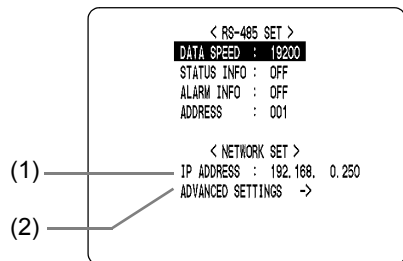 < RS-485 SET >
DATA SPEED : 19200
STATUS INFO : OFF
ALARM INFO : OFF
ADDRESS : 001
< NETWORK SET >
(1)
IP ADDRESS : 192.168. 0.250
(2)
ADVANCED SETTINGS ->